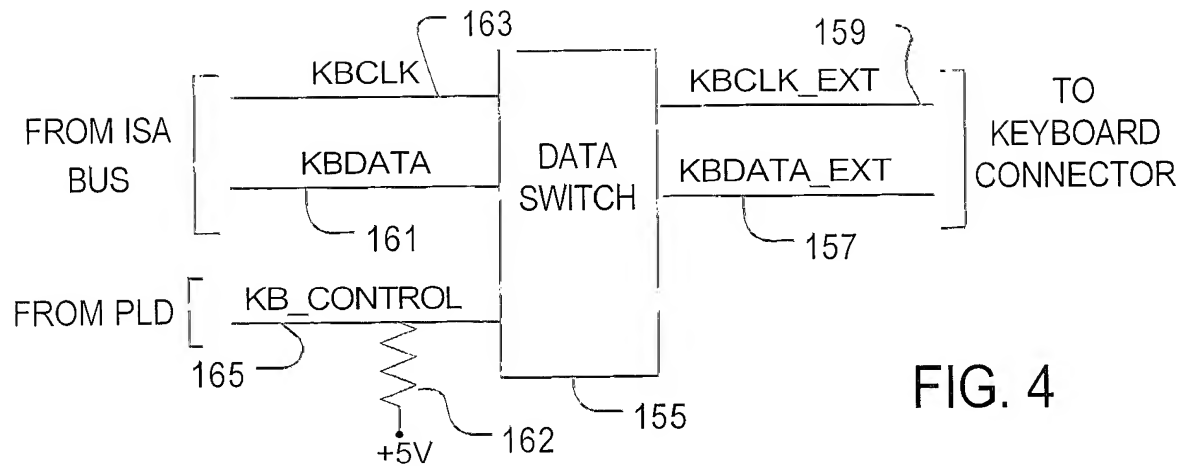 163
159
KBCLK
KBCLK_EXT
FROM ISA
BUS
TO
KEYBOARD
CONNECTOR
KBDATA
DATA
SWITCH
KBDATA_EXT
161
157
FROM PLD
KB_CONTROL
165
162
155
+5V
FIG. 4